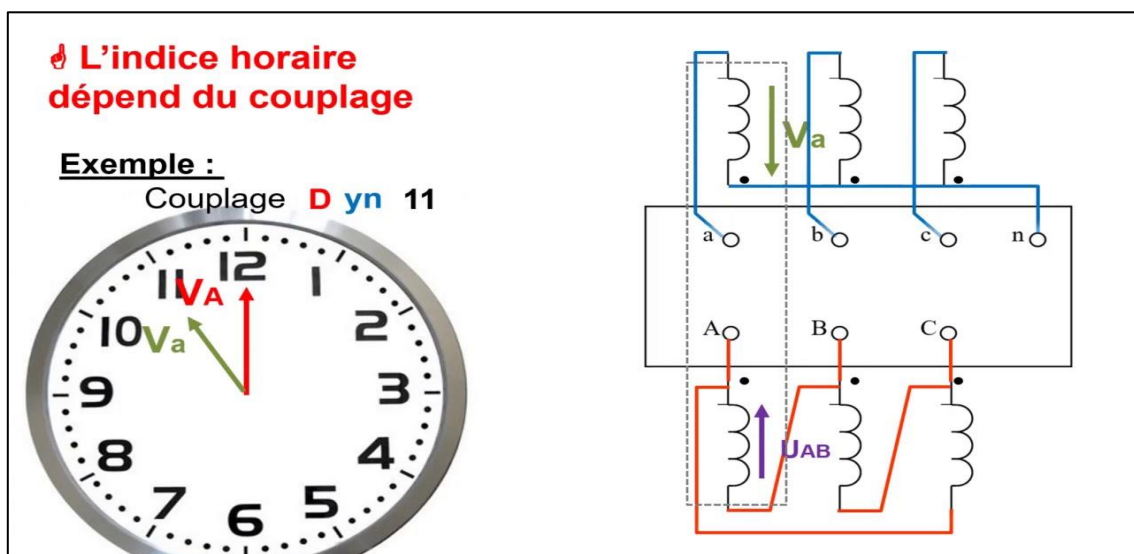 ☝ L’indice horaire
dépend du couplage
Exemple :
Couplage D yn 11
12
1
2
3
4
5
6
7
8
9
10
11
VA
Va
Va
a b c n
A B C
UAB